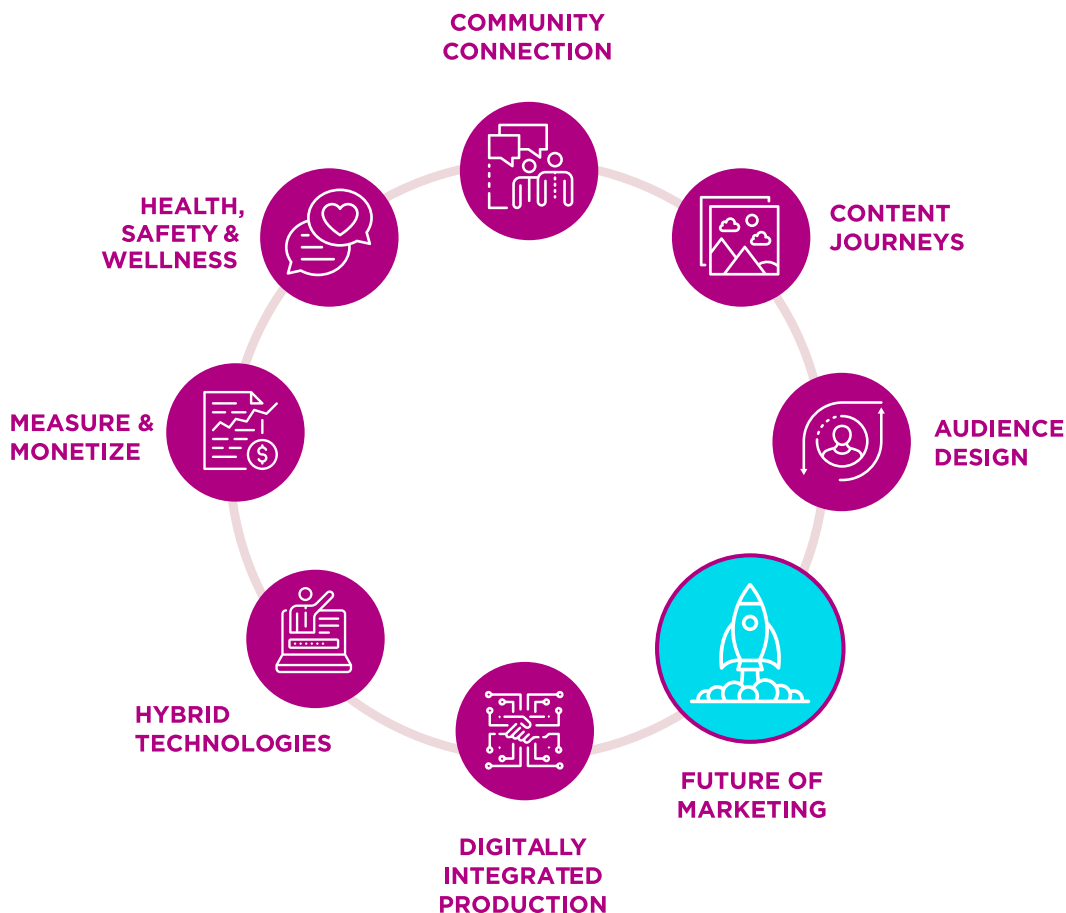 COMMUNITY
CONNECTION
CONTENT
JOURNEYS
AUDIENCE
DESIGN
FUTURE OF
MARKETING
DIGITALLY
INTEGRATED
PRODUCTION
HYBRID
TECHNOLOGIES
MEASURE &
MONETIZE
$
HEALTH,
SAFETY &
WELLNESS